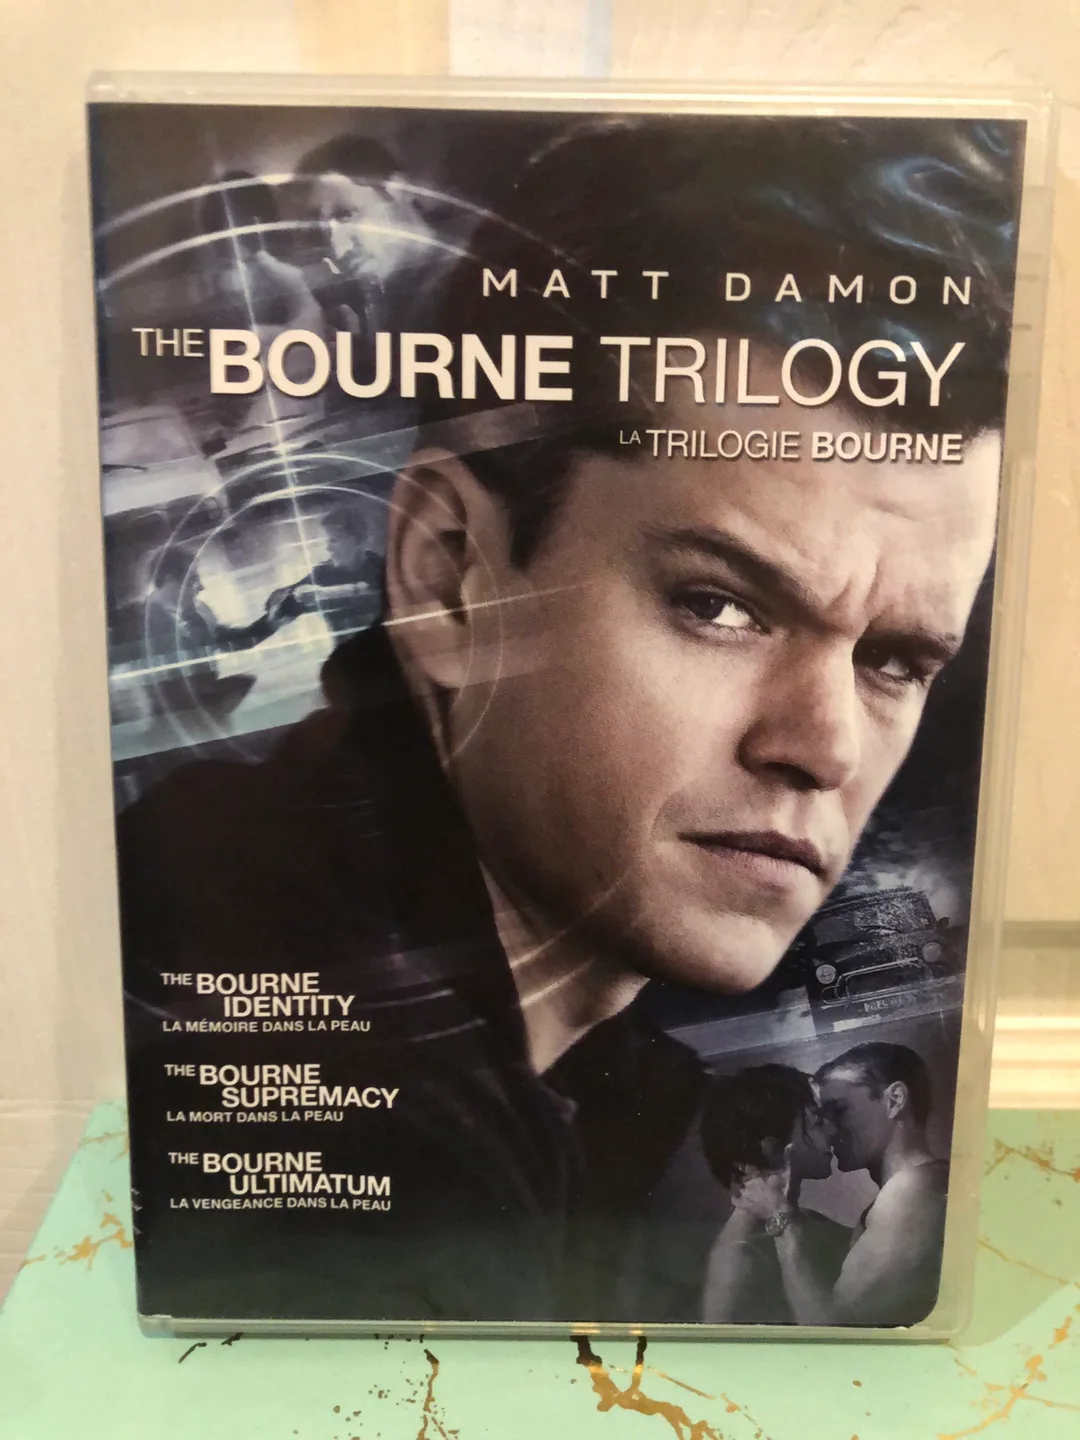 MATT DAMON
THE BOURNE TRILOGY
LA TRILOGIE BOURNE
THE BOURNE
IDENTITY
LA MÉMOIRE DANS LA PEAU
THE BOURNE
SUPREMACY
LA MORT DANS LA PEAU
THE BOURNE
ULTIMATUM
LA VENGEANCE DANS LA PEAU